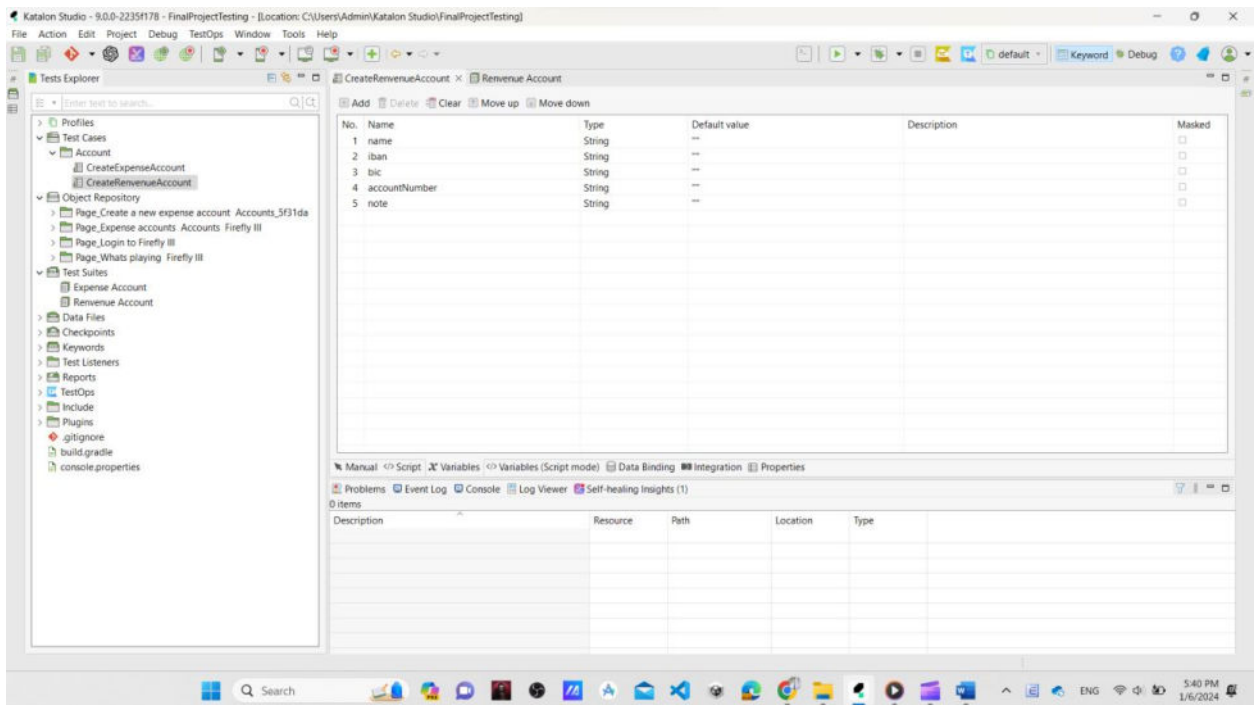 Katalon Studio - 9.0.0-2235f178 - FinalProjectTesting - [Location: C:\Users\Admin\Katalon Studio\FinalProjectTesting]
File Action Edit Project Debug TestOps Window Tools Help
default Keyword Debug
Tests Explorer
CreateRenvenueAccount Renvenue Account
Enter text to search...
Add Delete Clear Move up Move down
Profiles
Test Cases
Account
CreateExpenseAccount
CreateRenvenueAccount
Object Repository
Page_Create a new expense account Accounts_5f31da
Page_Expense accounts Accounts Firefly III
Page_Login to Firefly III
Page_Whats playing Firefly III
Test Suites
Expense Account
Renvenue Account
Data Files
Checkpoints
Keywords
Test Listeners
Reports
TestOps
Include
Plugins
.gitignore
build.gradle
console.properties
No. Name Type Default value Description Masked
1 name String ""
2 iban String ""
3 bic String ""
4 accountNumber String ""
5 note String ""
Manual Script Variables Variables (Script mode) Data Binding Integration Properties
Problems Event Log Console Log Viewer Self-healing Insights (1)
0 items
Description Resource Path Location Type
Search
ENG
5:40 PM
1/6/2024